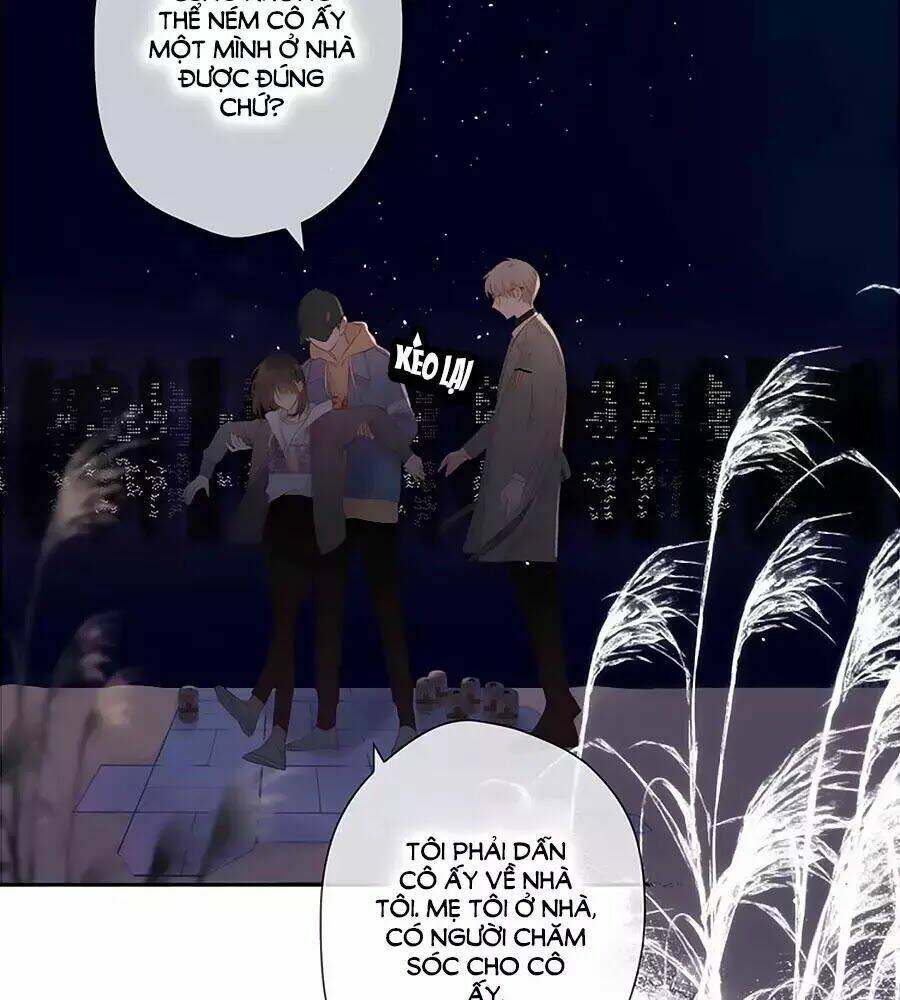 THỂ NÉM CÔ ẤY
MỘT MÌNH Ở NHÀ
ĐƯỢC ĐÚNG
CHỨ?
KÉO LẠI
TÔI PHẢI DẪN
CÔ ẤY VỀ NHÀ
TÔI. MẸ TÔI Ở NHÀ,
CÓ NGƯỜI CHĂM
SÓC CHO CÔ
ẤY.